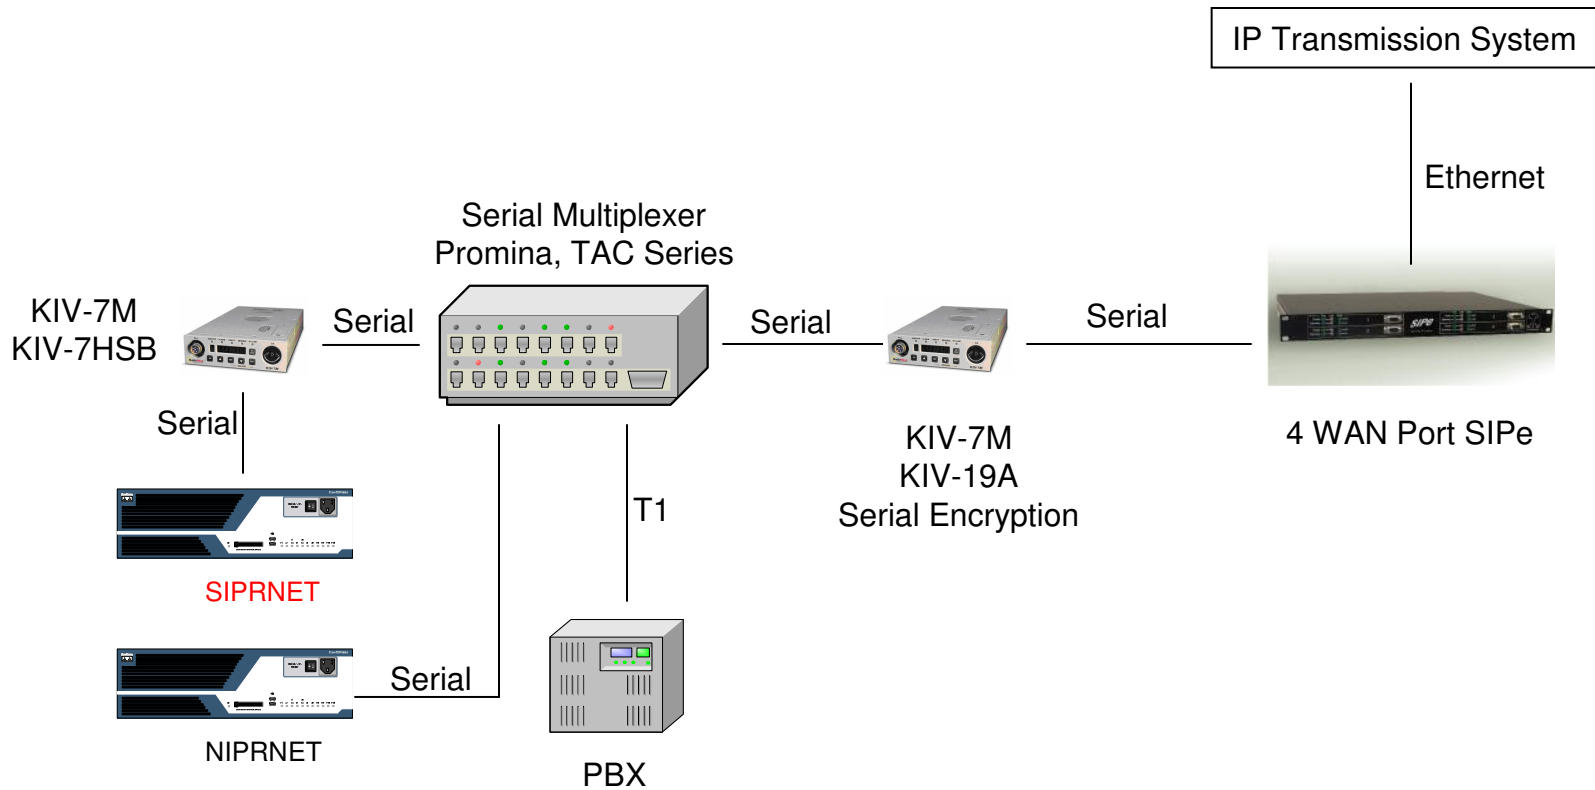 IP Transmission System
Ethernet
Serial Multiplexer
Promina, TAC Series
KIV-7M
KIV-7HSB
Serial
Serial
Serial
SIPe
Serial
KIV-7M
KIV-19A
Serial Encryption
4 WAN Port SIPe
T1
SIPRNET
Serial
NIPRNET
PBX